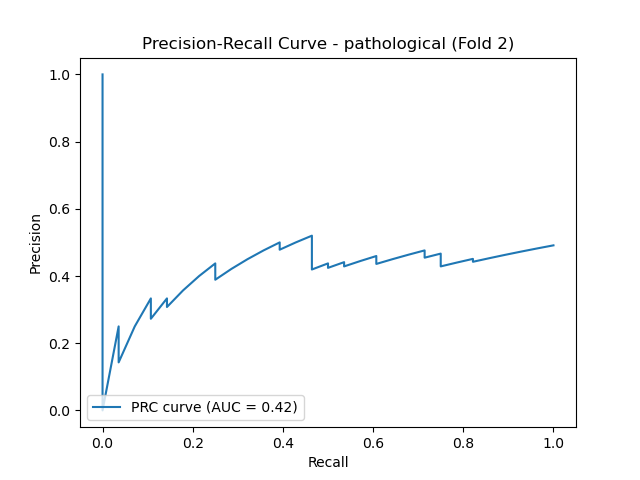 Precision-Recall Curve - pathological (Fold 2)
1.0
0.8
0.6
0.4
0.2
0.0
Precision
PRC curve (AUC = 0.42)
0.0 0.2 0.4 0.6 0.8 1.0
Recall